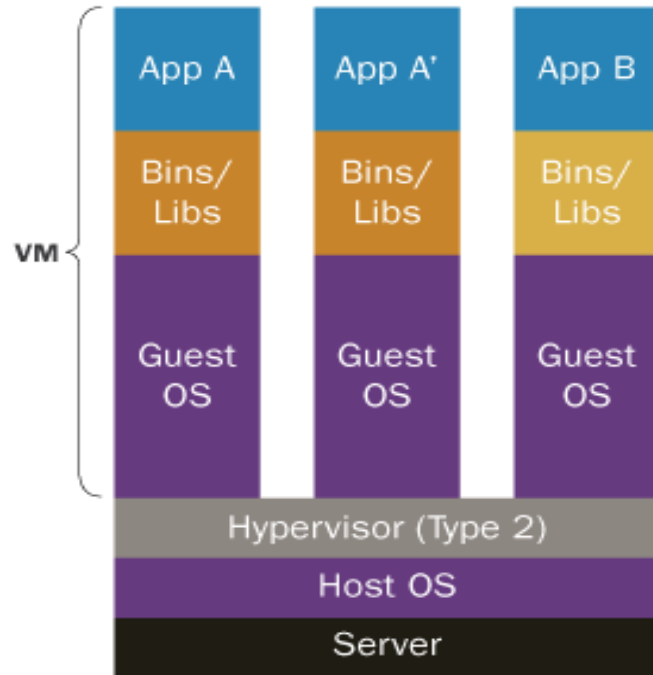 App A
App A'
App B
Bins/
Libs
Bins/
Libs
Bins/
Libs
VM
Guest
OS
Guest
OS
Guest
OS
Hypervisor (Type 2)
Host OS
Server